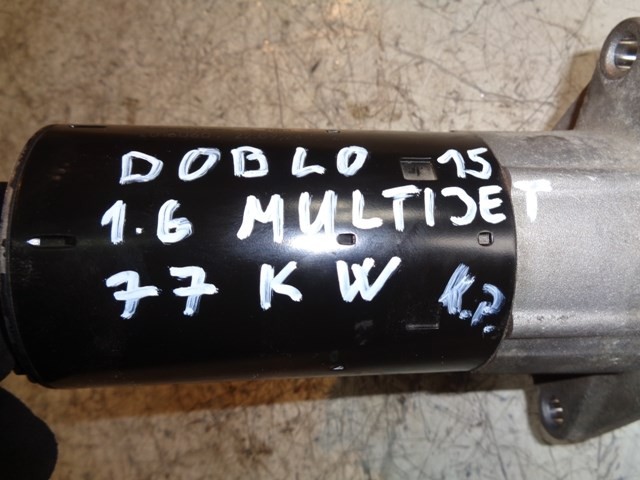 DOBLO 15
1.6 MULTIJET
77 KW K.P.